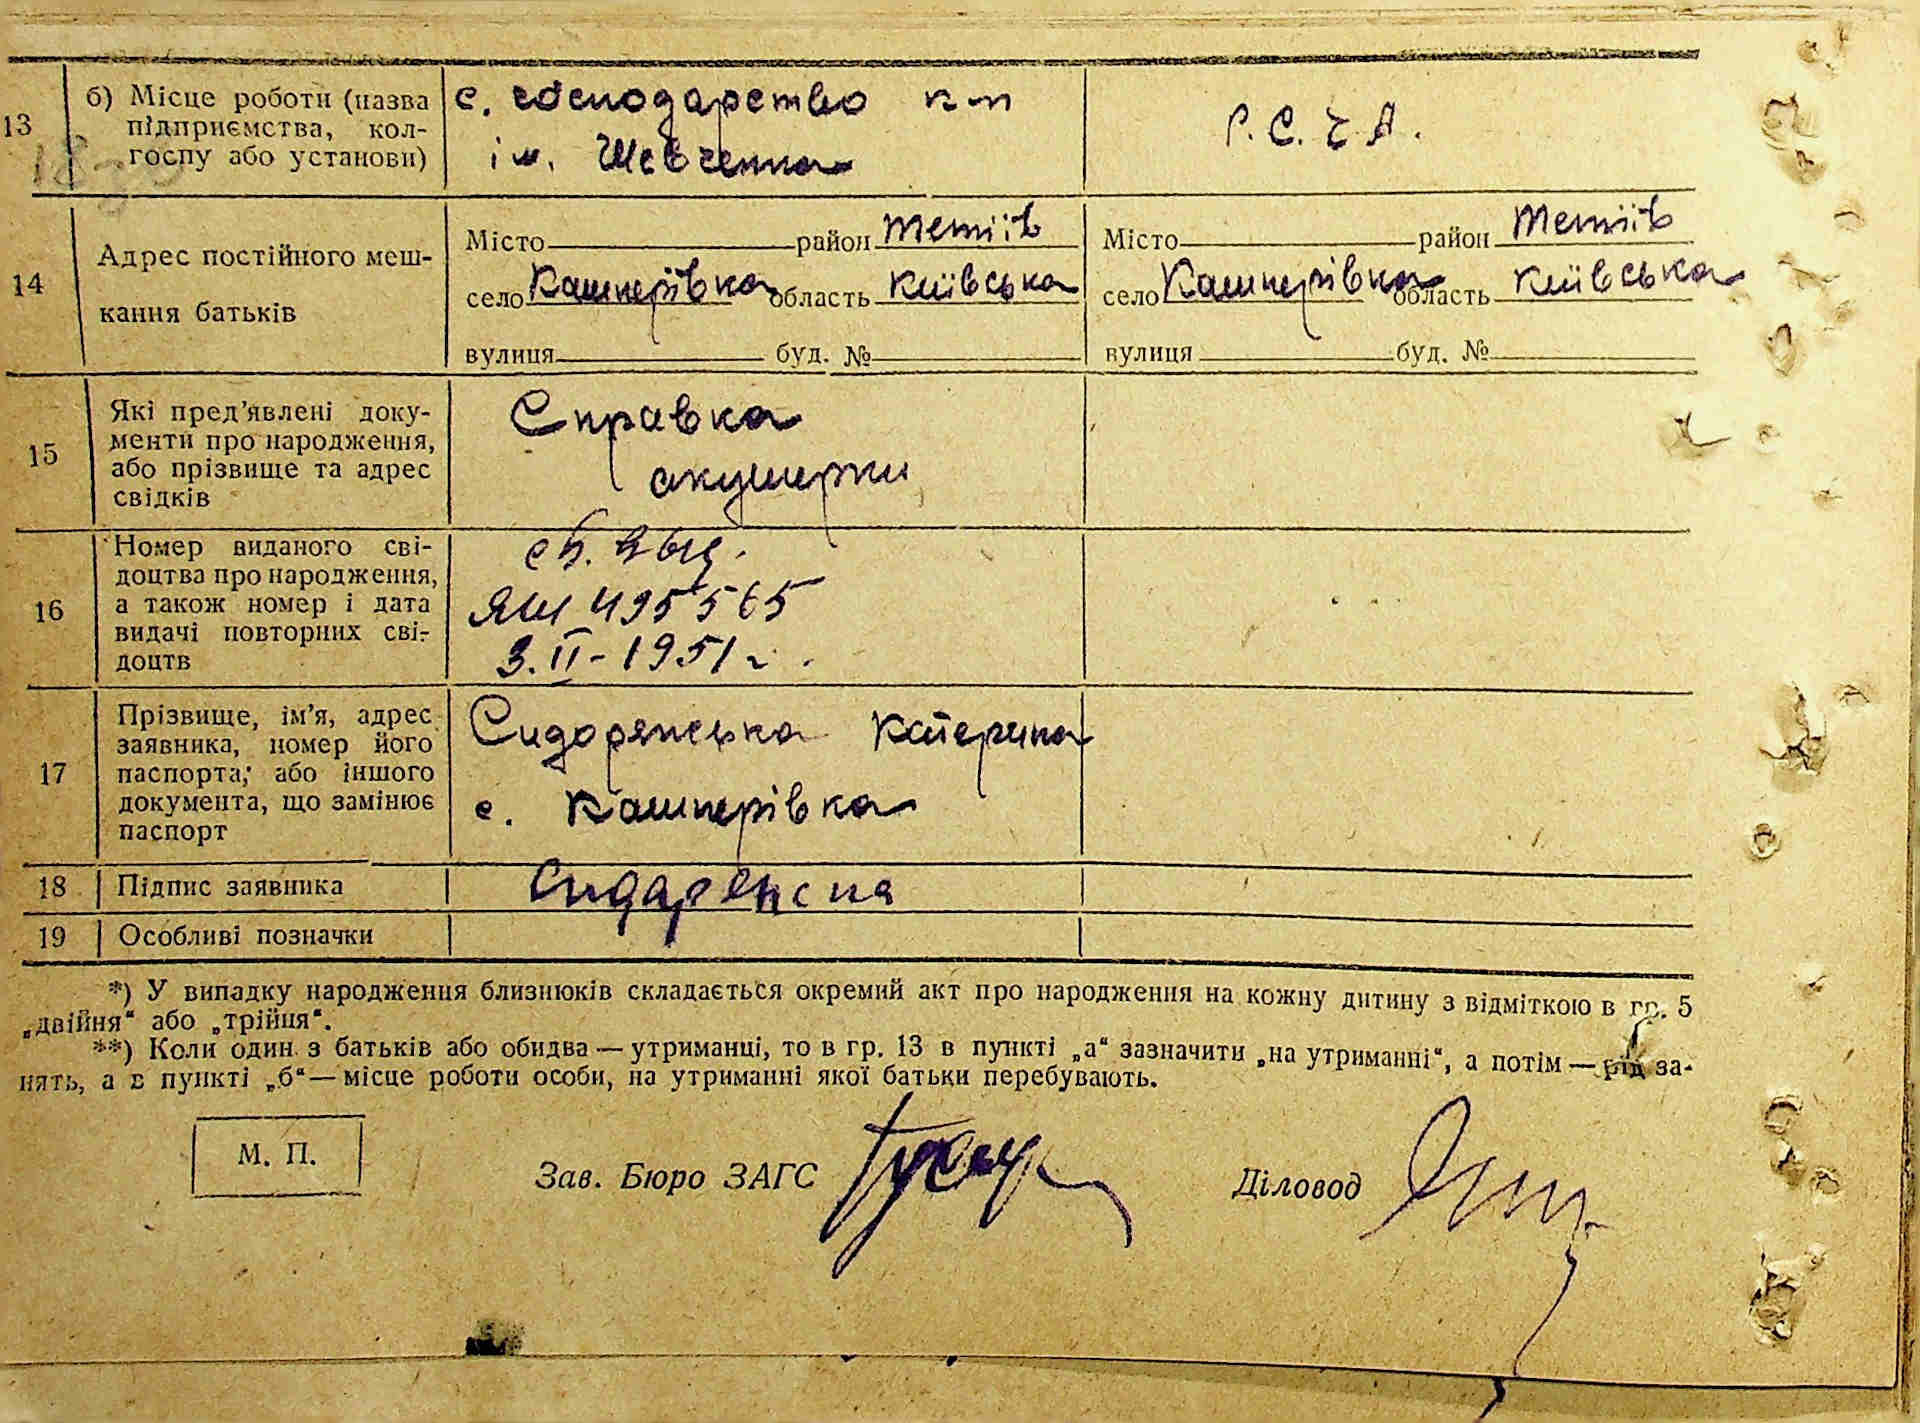 13
б) Місце роботи (назва
підприємства, кол-
госпу або установи)
с. господарство к-п
ім. Шевченка
Р. С. Ч. А.
14
Адрес постійного меш-
кання батьків
Місто район Тетіїв
село Кашперівка область Київська
вулиця буд. №
Місто район Тетіїв
село Кашперівка область Київська
вулиця буд. №
15
Які пред’явлені доку-
менти про народження,
або прізвище та адрес
свідків
Справка
акушерки
16
Номер виданого сві-
доцтва про народження,
а також номер і дата
видачі повторних сві-
доцтв
св. выд.
ЯШ 495565
3.II-1951 г.
17
Прізвище, ім’я, адрес
заявника, номер його
паспорта, або іншого
документа, що замінює
паспорт
Катерина
с. Кашперівка
18
Підпис заявника
19
Особливі позначки
*) У випадку народження близнюків складається окремий акт про народження на кожну дитину з відміткою в гр. 5
„двійня“ або „трійця“.
**) Коли один з батьків або обидва — утриманці, то в гр. 13 в пункті „а“ зазначити „на утриманні“, а потім — рід за-
нять, а в пункті „б“ — місце роботи особи, на утриманні якої батьки перебувають.
М. П.
Зав. Бюро ЗАГС
Діловод